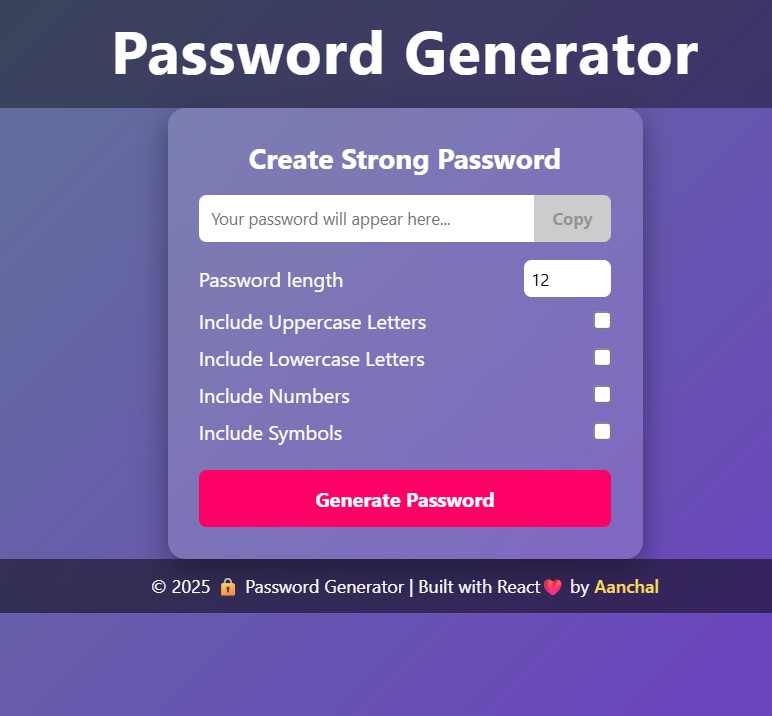 Password Generator
Create Strong Password
Your password will appear here... Copy
Password length 12
Include Uppercase Letters
Include Lowercase Letters
Include Numbers
Include Symbols
Generate Password
© 2025 🔒 Password Generator | Built with React💗 by Aanchal